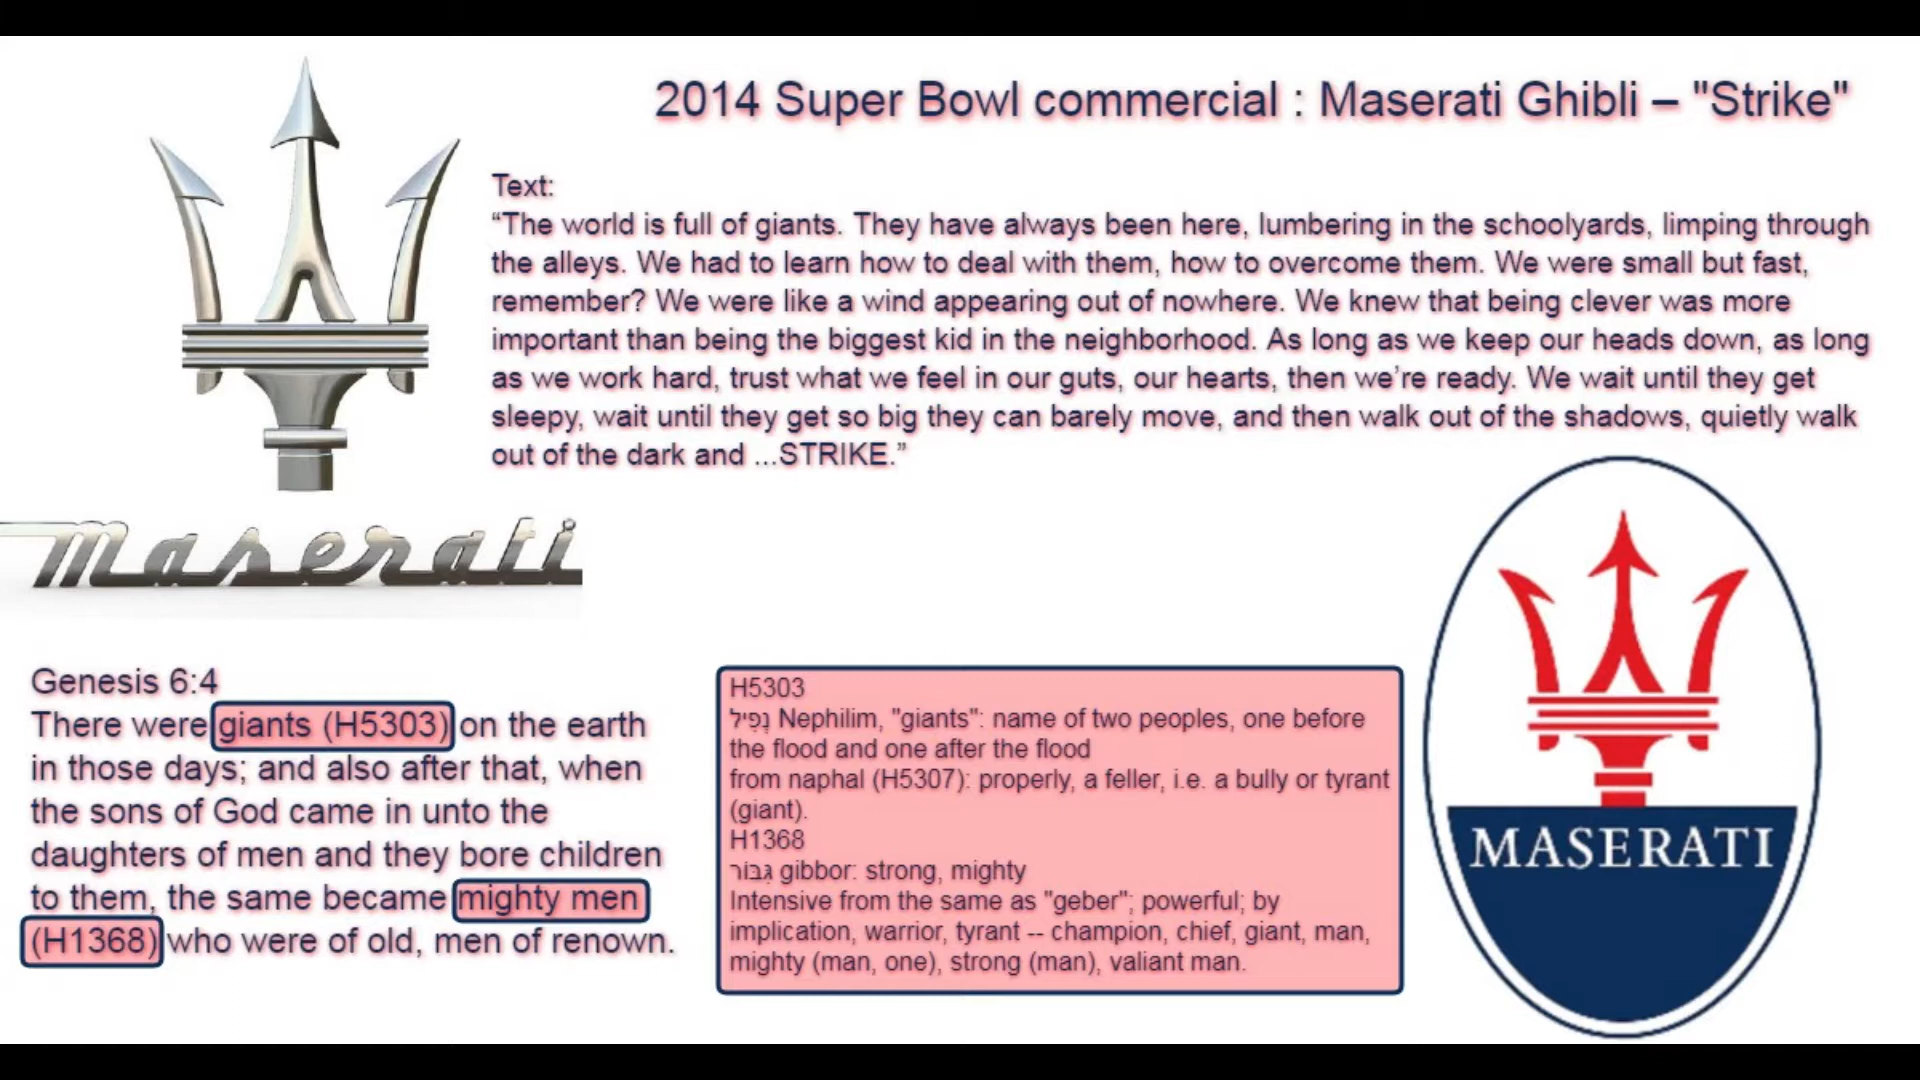 2014 Super Bowl commercial : Maserati Ghibli – "Strike"
Text:
“The world is full of giants. They have always been here, lumbering in the schoolyards, limping through
the alleys. We had to learn how to deal with them, how to overcome them. We were small but fast,
remember? We were like a wind appearing out of nowhere. We knew that being clever was more
important than being the biggest kid in the neighborhood. As long as we keep our heads down, as long
as we work hard, trust what we feel in our guts, our hearts, then we’re ready. We wait until they get
sleepy, wait until they get so big they can barely move, and then walk out of the shadows, quietly walk
out of the dark and ...STRIKE.”
Maserati
Genesis 6:4
There were giants (H5303) on the earth
in those days; and also after that, when
the sons of God came in unto the
daughters of men and they bore children
to them, the same became mighty men
(H1368) who were of old, men of renown.
H5303
נָפִיל Nephilim, "giants": name of two peoples, one before
the flood and one after the flood
from naphal (H5307): properly, a feller, i.e. a bully or tyrant
(giant).
H1368
גִּבּוֹר gibbor: strong, mighty
Intensive from the same as "geber"; powerful; by
implication, warrior, tyrant -- champion, chief, giant, man,
mighty (man, one), strong (man), valiant man.
MASERATI